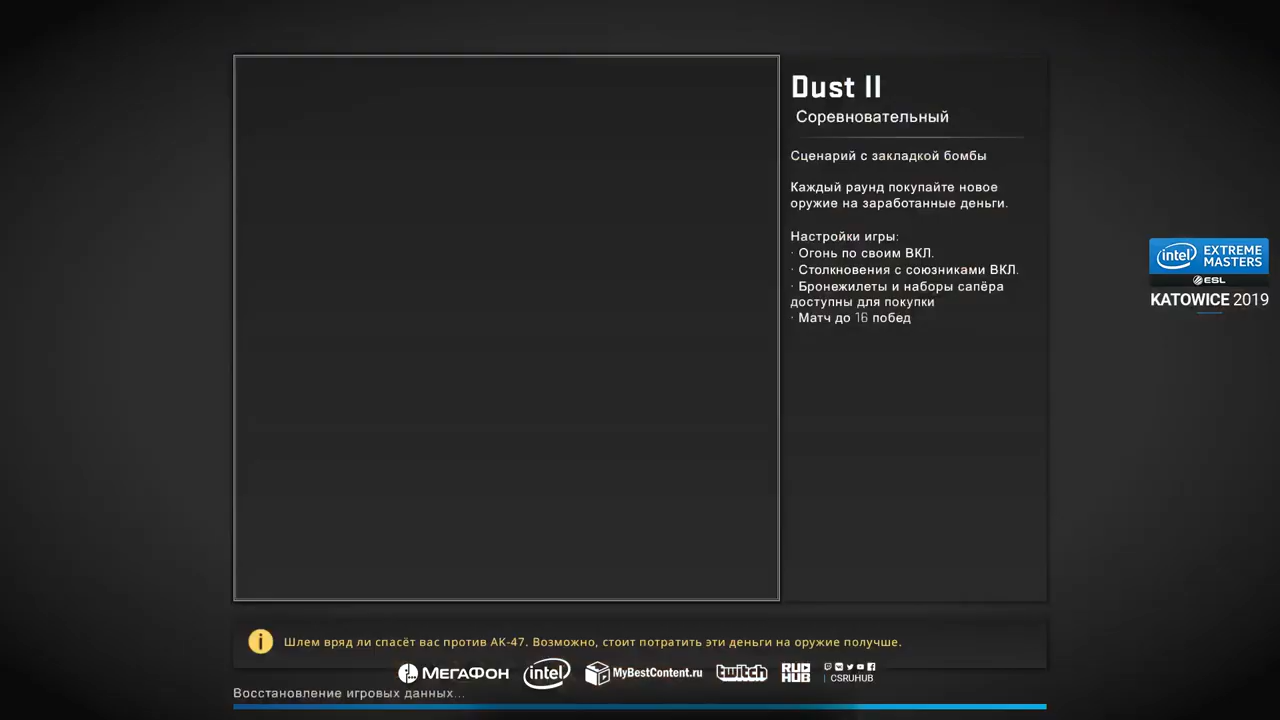 Dust II
Соревновательный
Сценарий с закладкой бомбы
Каждый раунд покупайте новое
оружие на заработанные деньги.
Настройки игры:
· Огонь по своим ВКЛ.
· Столкновения с союзниками ВКЛ.
· Бронежилеты и наборы сапёра
доступны для покупки
· Матч до 16 побед
intel EXTREME
MASTERS
ESL
KATOWICE 2019
i Шлем вряд ли спасёт вас против АК-47. Возможно, стоит потратить эти деньги на оружие получше.
МЕГАФОН intel MyBestContent.ru twitch RUHUB CSRUHUB
Восстановление игровых данных...